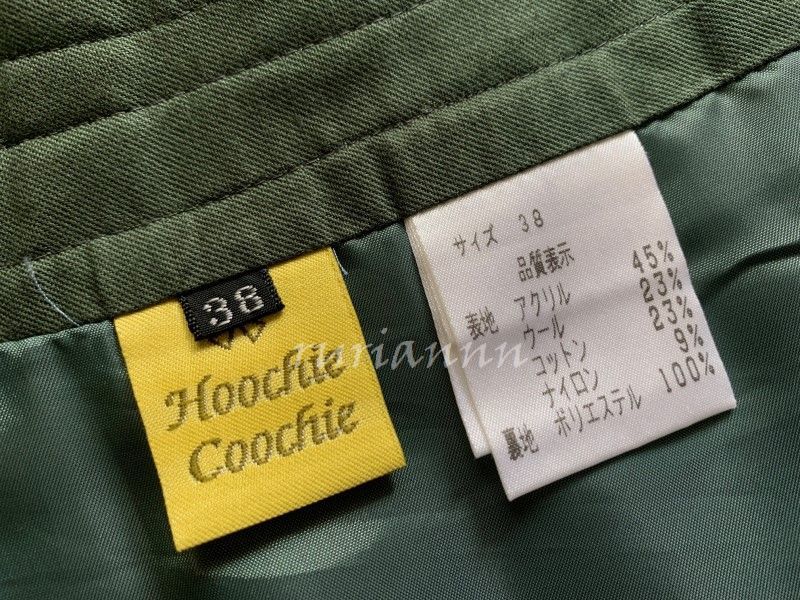 38
Hoochie
Coochie
サイズ 38
品質表示
表地 アクリル 45%
ウール 23%
コットン 23%
ナイロン 9%
裏地 ポリエステル 100%
ruriannn